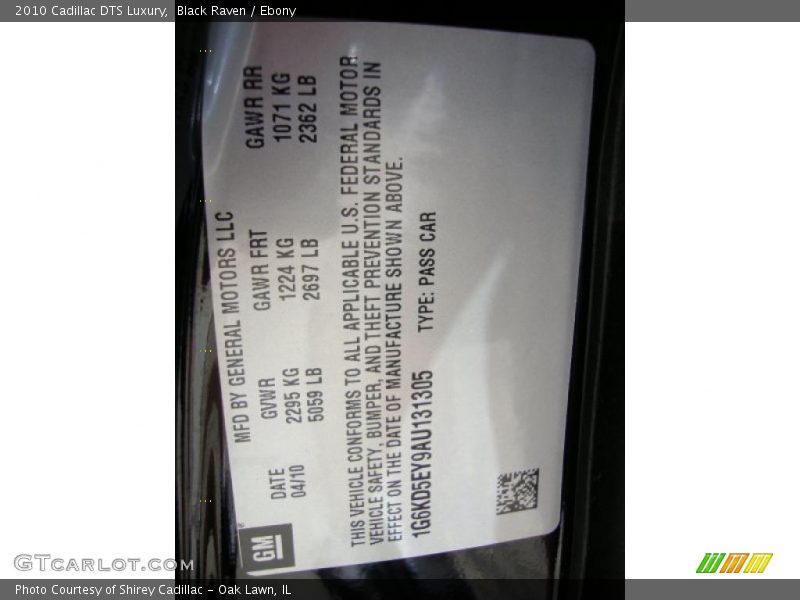 2010 Cadillac DTS Luxury, Black Raven / Ebony
GM
MFD BY GENERAL MOTORS LLC
DATE GVWR GAWR FRT GAWR RR
04/10 2295 KG 1224 KG 1071 KG
5059 LB 2697 LB 2362 LB
THIS VEHICLE CONFORMS TO ALL APPLICABLE U.S. FEDERAL MOTOR
VEHICLE SAFETY, BUMPER, AND THEFT PREVENTION STANDARDS IN
EFFECT ON THE DATE OF MANUFACTURE SHOWN ABOVE.
1G6KD5EY9AU131305 TYPE: PASS CAR
GTCarlot.com
Photo Courtesy of Shirey Cadillac - Oak Lawn, IL